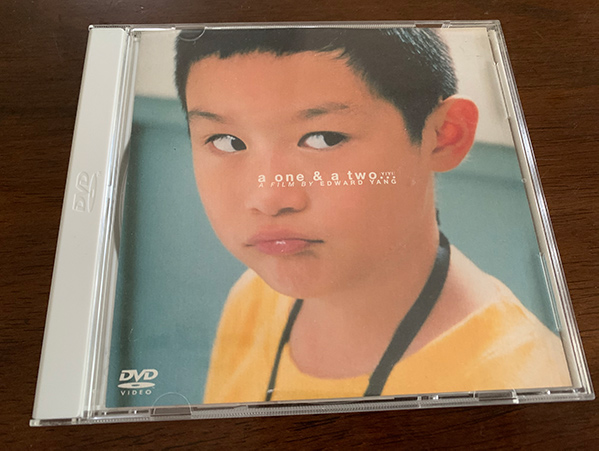 a one & a two...
A FILM BY EDWARD YANG
DVD
VIDEO
DVD